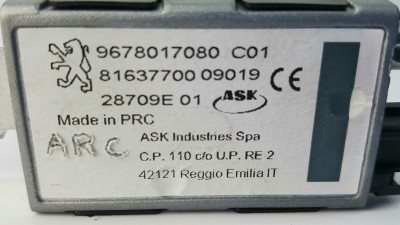 9678017080 C01
81637700 09019 CE
28709E 01 ASK
Made in PRC
ARC
ASK Industries Spa
C.P. 110 c/o U.P. RE 2
42121 Reggio Emilia IT